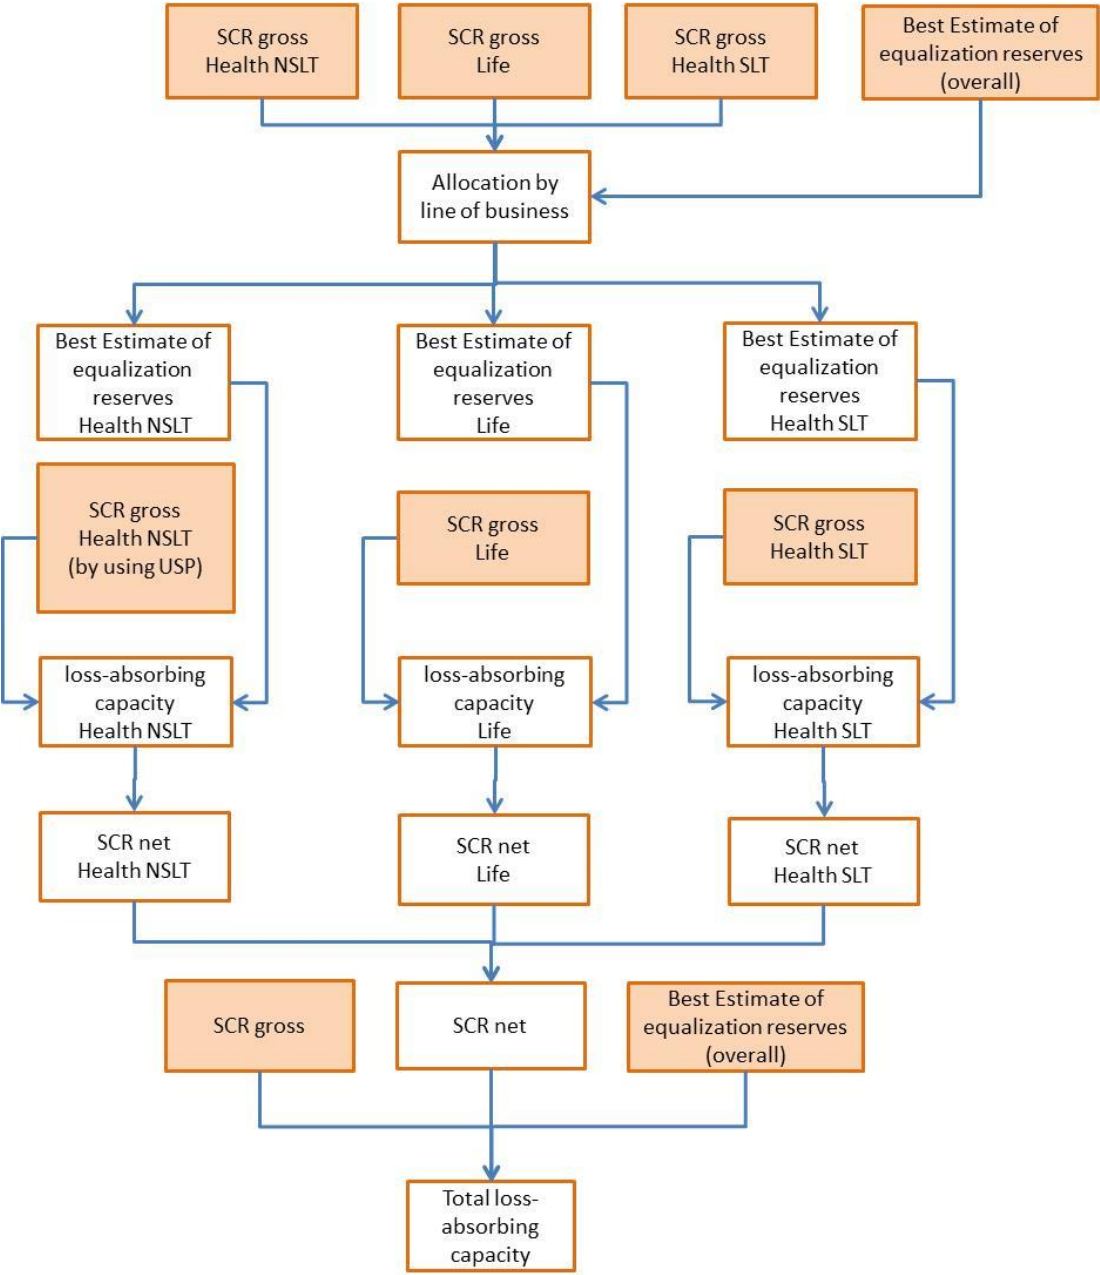 SCR gross
Health NSLT
SCR gross
Life
SCR gross
Health SLT
Best Estimate of
equalization reserves
(overall)
Allocation by
line of business
Best Estimate of
equalization
reserves
Health NSLT
Best Estimate of
equalization
reserves
Life
Best Estimate of
equalization
reserves
Health SLT
SCR gross
Health NSLT
(by using USP)
SCR gross
Life
SCR gross
Health SLT
loss-absorbing
capacity
Health NSLT
loss-absorbing
capacity
Life
loss-absorbing
capacity
Health SLT
SCR net
Health NSLT
SCR net
Life
SCR net
Health SLT
SCR gross
SCR net
Best Estimate of
equalization reserves
(overall)
Total loss-
absorbing
capacity